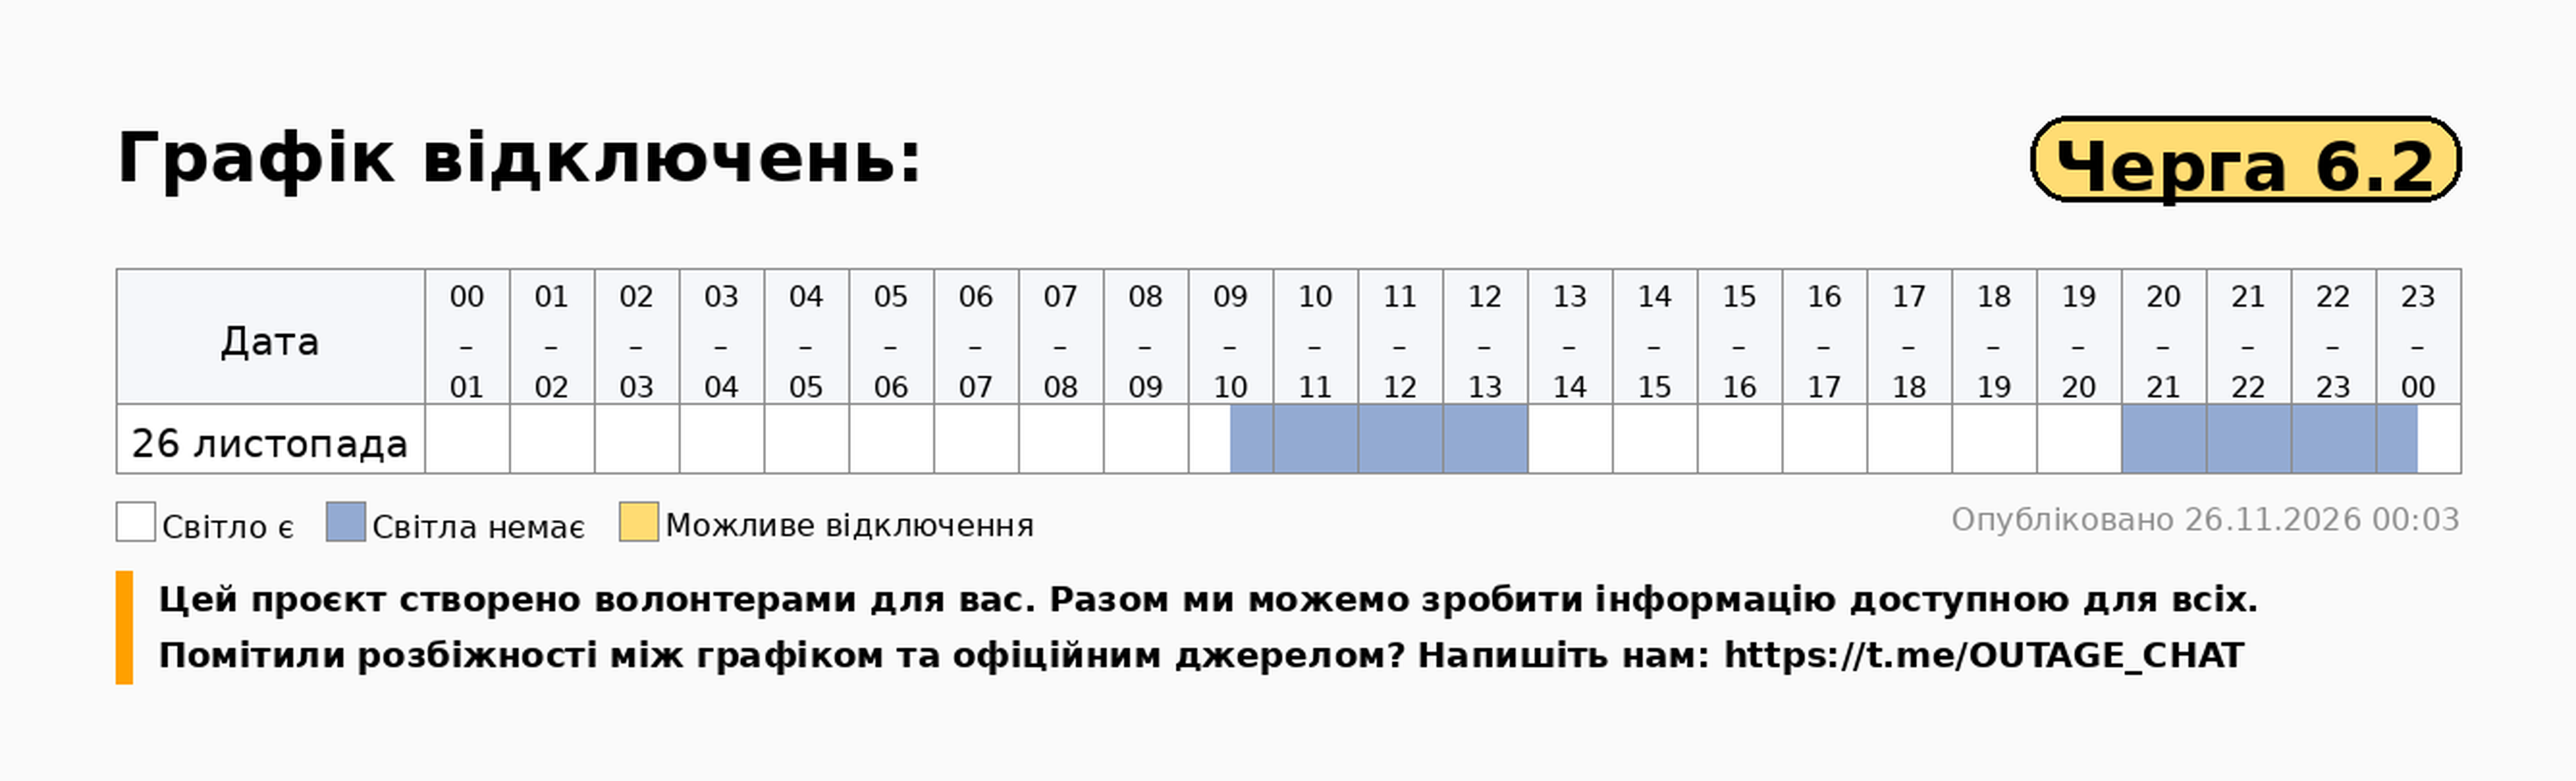 Графік відключень:
Черга 6.2
Дата 00 – 01 01 – 02 02 – 03 03 – 04 04 – 05 05 – 06 06 – 07 07 – 08 08 – 09 09 – 10 10 – 11 11 – 12 12 – 13 13 – 14 14 – 15 15 – 16 16 – 17 17 – 18 18 – 19 19 – 20 20 – 21 21 – 22 22 – 23 23 – 00
26 листопада
Світло є Світла немає Можливе відключення
Опубліковано 26.11.2026 00:03
Цей проєкт створено волонтерами для вас. Разом ми можемо зробити інформацію доступною для всіх.
Помітили розбіжності між графіком та офіційним джерелом? Напишіть нам: https://t.me/OUTAGE_CHAT